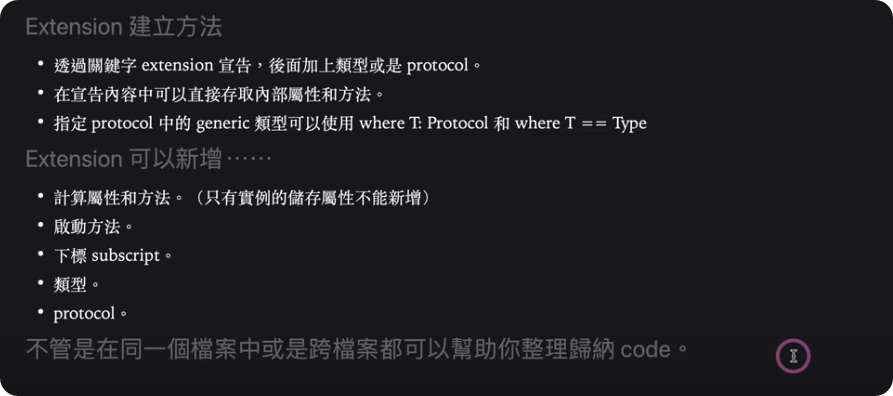 Extension 建立方法
• 透過關鍵字 extension 宣告，後面加上類型或是 protocol。
• 在宣告內容中可以直接存取內部屬性和方法。
• 指定 protocol 中的 generic 類型可以使用 where T: Protocol 和 where T == Type
Extension 可以新增⋯⋯
• 計算屬性和方法。（只有實例的儲存屬性不能新增）
• 啟動方法。
• 下標 subscript。
• 類型。
• protocol。
不管是在同一個檔案中或是跨檔案都可以幫助你整理歸納 code。